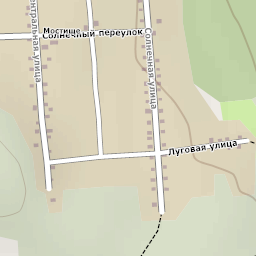 Мостище
Солнечный переулок
Центральная улица
Солнечная улица
Луговая улица